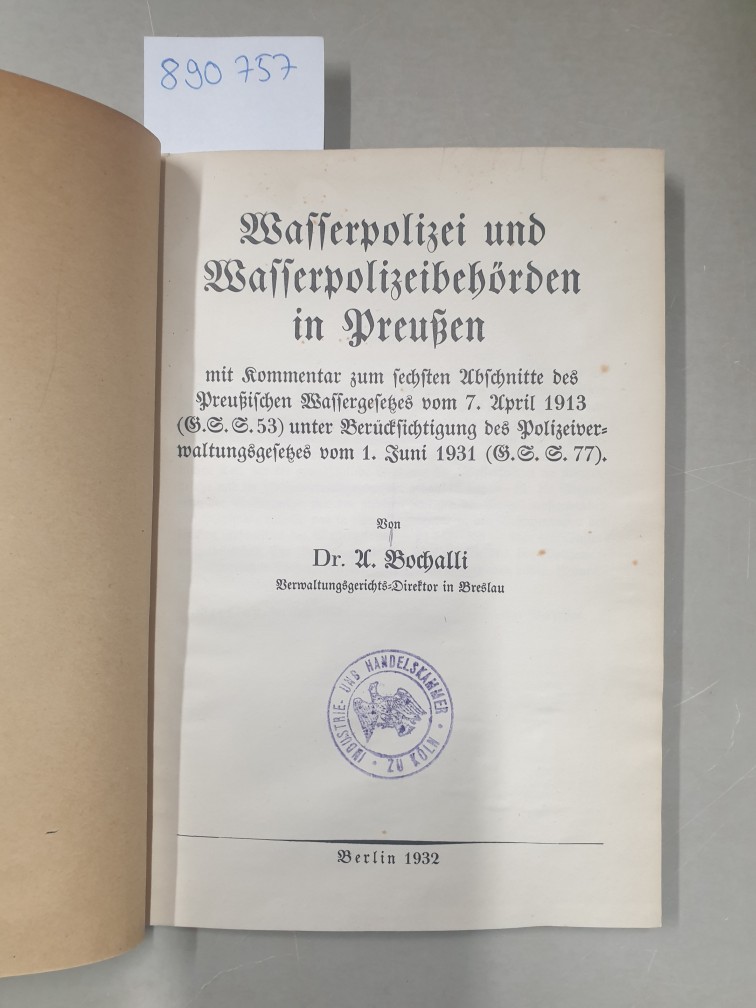 890 757
Wasserpolizei und
Wasserpolizeibehörden
in Preußen
mit Kommentar zum sechsten Abschnitte des
Preußischen Wassergesetzes vom 7. April 1913
(G.S. S. 53) unter Berücksichtigung des Polizeiver-
waltungsgesetzes vom 1. Juni 1931 (G.S. S. 77).
Von
Dr. A. Bochalli
Verwaltungsgerichts-Direktor in Breslau
INDUSTRIE- UND HANDELSKAMMER
· ZU KÖLN ·
Berlin 1932